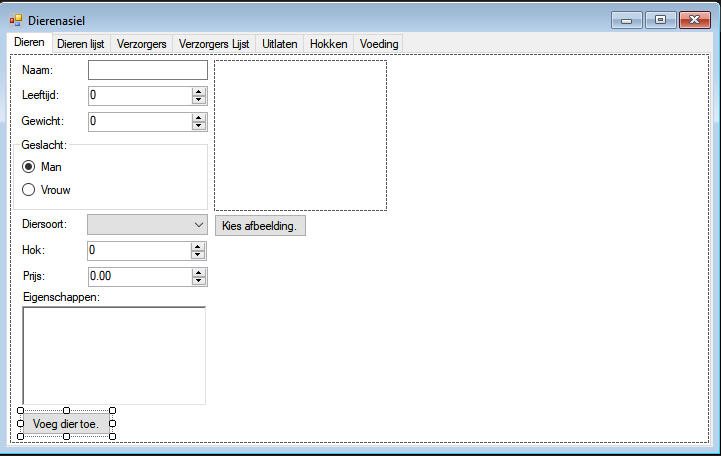 Dierenasiel
Dieren Dieren lijst Verzorgers Verzorgers Lijst Uitlaten Hokken Voeding
Naam:
Leeftijd: 0
Gewicht: 0
Geslacht:
Man
Vrouw
Diersoort:
Kies afbeelding.
Hok: 0
Prijs: 0.00
Eigenschappen:
Voeg dier toe.